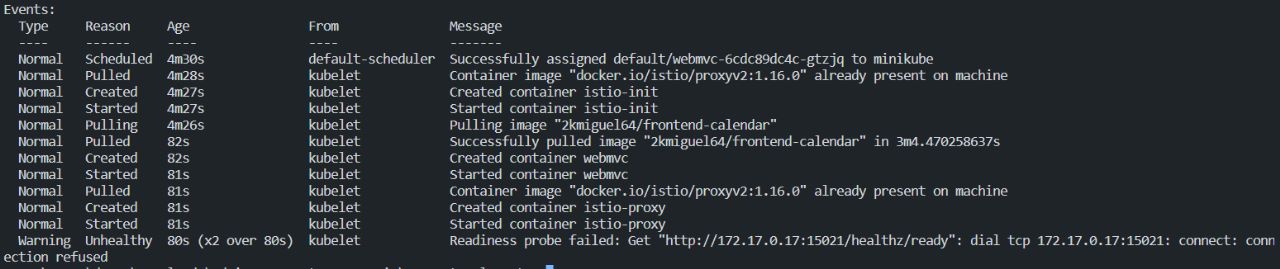 Events:
Type Reason Age From Message
---- ------ ---- ---- -------
Normal Scheduled 4m30s default-scheduler Successfully assigned default/webmvc-6cdc89dc4c-gtzjq to minikube
Normal Pulled 4m28s kubelet Container image "docker.io/istio/proxyv2:1.16.0" already present on machine
Normal Created 4m27s kubelet Created container istio-init
Normal Started 4m27s kubelet Started container istio-init
Normal Pulling 4m26s kubelet Pulling image "2kmiguel64/frontend-calendar"
Normal Pulled 82s kubelet Successfully pulled image "2kmiguel64/frontend-calendar" in 3m4.470258637s
Normal Created 82s kubelet Created container webmvc
Normal Started 81s kubelet Started container webmvc
Normal Pulled 81s kubelet Container image "docker.io/istio/proxyv2:1.16.0" already present on machine
Normal Created 81s kubelet Created container istio-proxy
Normal Started 81s kubelet Started container istio-proxy
Warning Unhealthy 80s (x2 over 80s) kubelet Readiness probe failed: Get "http://172.17.0.17:15021/healthz/ready": dial tcp 172.17.0.17:15021: connect: conn
ection refused